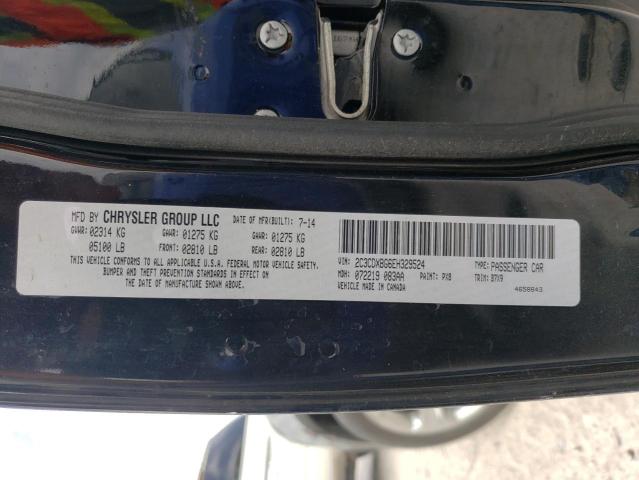 MFD BY CHRYSLER GROUP LLC DATE OF MFR(BUILT): 7-14
GVWR: 02314 KG GAWR: 01275 KG GAWR: 01275 KG
05100 LB FRONT: 02810 LB REAR: 02810 LB
THIS VEHICLE CONFORMS TO ALL APPLICABLE U.S.A. FEDERAL MOTOR VEHICLE SAFETY,
BUMPER AND THEFT PREVENTION STANDARDS IN EFFECT ON
THE DATE OF MANUFACTURE SHOWN ABOVE.
VIN: 2C3CDXBG6EH329524 TYPE: PASSENGER CAR
MDH: 072219 083AA PAINT: PX8 TRIM: B7X9
VEHICLE MADE IN CANADA 4658843